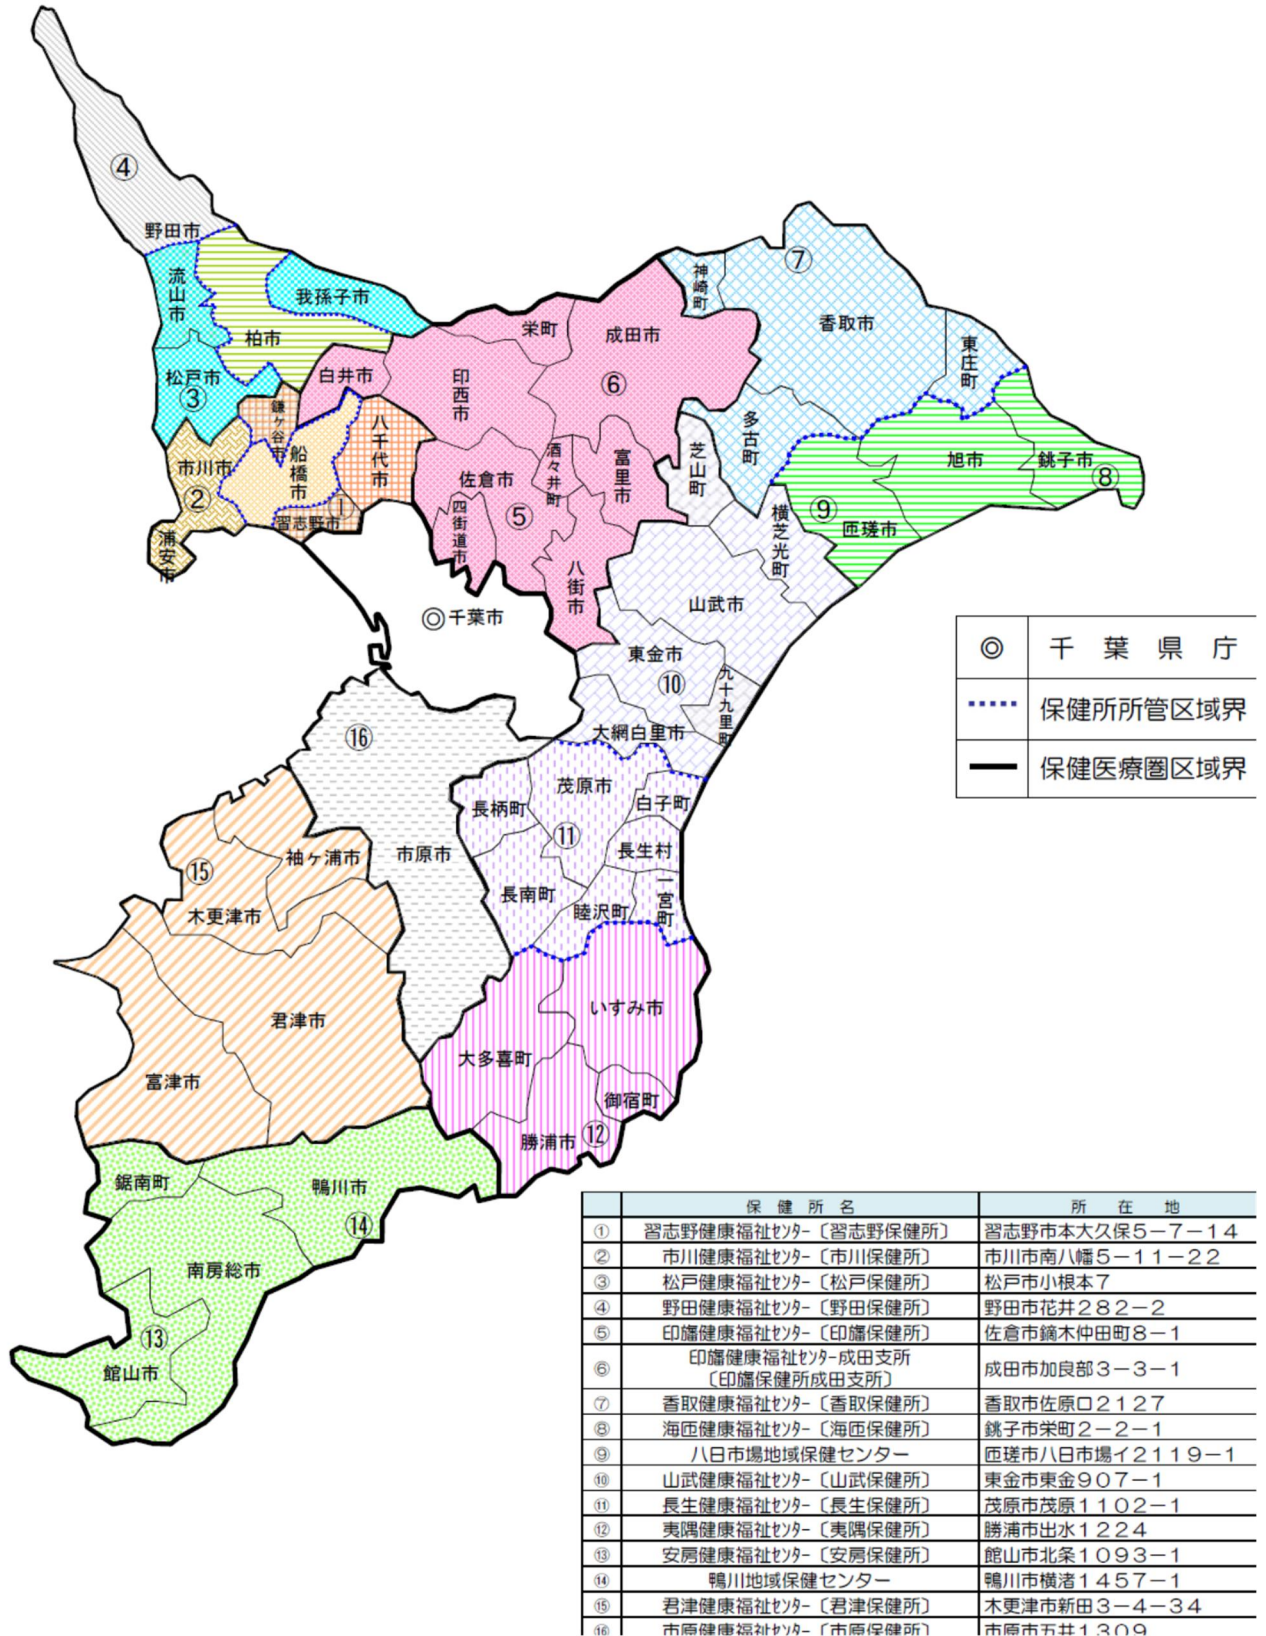 ④
野田市
流山市
我孫子市
柏市
松戸市
③
白井市
鎌ヶ谷市
船橋市
八千代市
市川市
②
①
習志野市
浦安市
栄町
成田市
⑥
印西市
佐倉市
酒々井町
富里市
⑤
四街道市
八街市
⑦
神崎町
香取市
東庄町
多古町
芝山町
旭市
銚子市
⑧
⑨
匝瑳市
横芝光町
山武市
◎千葉市
東金市
⑩
九十九里町
大網白里市
⑯
茂原市
長柄町
白子町
⑪
長生村
市原市
長南町
睦沢町
一宮町
袖ヶ浦市
⑮
木更津市
君津市
富津市
いすみ市
大多喜町
御宿町
勝浦市
⑫
鋸南町
鴨川市
⑭
南房総市
⑬
館山市
◎ 千葉県庁
保健所所管区域界
保健医療圏区域界
保健所名 所在地
① 習志野健康福祉ｾﾝﾀｰ〔習志野保健所〕 習志野市本大久保５－７－１４
② 市川健康福祉ｾﾝﾀｰ〔市川保健所〕 市川市南八幡５－１１－２２
③ 松戸健康福祉ｾﾝﾀｰ〔松戸保健所〕 松戸市小根本７
④ 野田健康福祉ｾﾝﾀｰ〔野田保健所〕 野田市花井２８２－２
⑤ 印旛健康福祉ｾﾝﾀｰ〔印旛保健所〕 佐倉市鏑木仲田町８－１
⑥ 印旛健康福祉ｾﾝﾀｰ成田支所
〔印旛保健所成田支所〕 成田市加良部３－３－１
⑦ 香取健康福祉ｾﾝﾀｰ〔香取保健所〕 香取市佐原ロ２１２７
⑧ 海匝健康福祉ｾﾝﾀｰ〔海匝保健所〕 銚子市栄町２－２－１
⑨ 八日市場地域保健センター 匝瑳市八日市場イ２１１９－１
⑩ 山武健康福祉ｾﾝﾀｰ〔山武保健所〕 東金市東金９０７－１
⑪ 長生健康福祉ｾﾝﾀｰ〔長生保健所〕 茂原市茂原１１０２－１
⑫ 夷隅健康福祉ｾﾝﾀｰ〔夷隅保健所〕 勝浦市出水１２２４
⑬ 安房健康福祉ｾﾝﾀｰ〔安房保健所〕 館山市北条１０９３－１
⑭ 鴨川地域保健センター 鴨川市横渚１４５７－１
⑮ 君津健康福祉ｾﾝﾀｰ〔君津保健所〕 木更津市新田３－４－３４
⑯ 市原健康福祉ｾﾝﾀｰ〔市原保健所〕 市原市五井１３０９